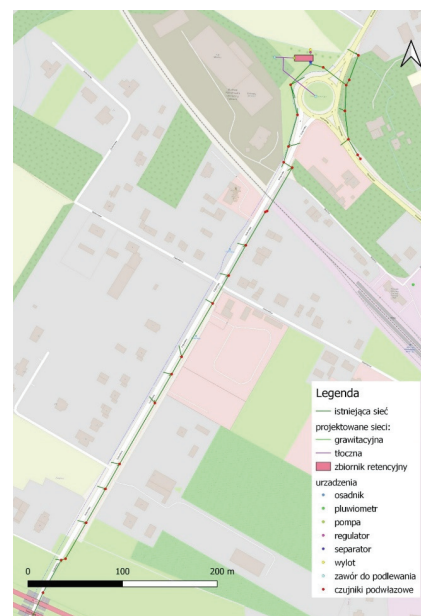 Legenda
istniejąca sieć
projektowane sieci:
grawitacyjna
tłoczna
zbiornik retencyjny
urzadzenia
osadnik
pluwiometr
pompa
regulator
separator
wylot
zawór do podlewania
czujniki podwłazowe
0 100 200 m